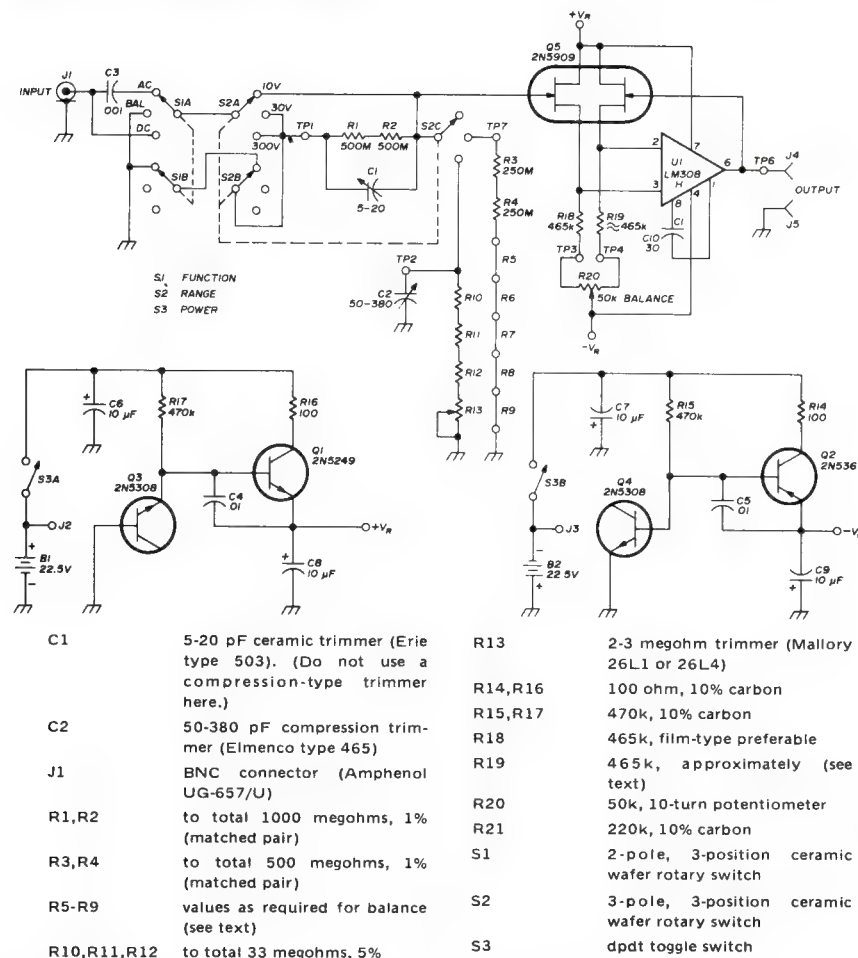 +VR
Q5
2N5909
J1
INPUT
C3
001
AC
BAL
DC
S1A
S1B
S2A
S2B
10V
30V
300V
TP1
R1
500M
R2
500M
C1
5-20
S2C
TP7
R3
250M
R4
250M
R5
R6
R7
R8
R9
2
3
7
U1
LM308
H
6
4
8
1
TP6
J4
OUTPUT
J5
R18
465k
R19
≈465k
C1
C10
30
TP3
TP4
R20
50k BALANCE
-VR
TP2
C2
50-380
R10
R11
R12
R13
S1 FUNCTION
S2 RANGE
S3 POWER
C6
10 µF
R17
470k
R16
100
Q1
2N5249
Q3
2N5308
S3A
J2
C4
01
+VR
B1
22.5V
C8
10 µF
C7
10 µF
R15
470k
R14
100
Q2
2N536
Q4
2N5308
S3B
J3
C5
01
B2
22.5V
C9
10 µF
C1 5-20 pF ceramic trimmer (Erie
type 503). (Do not use a
compression-type trimmer
here.)
C2 50-380 pF compression trim-
mer (Elmenco type 465)
J1 BNC connector (Amphenol
UG-657/U)
R1,R2 to total 1000 megohms, 1%
(matched pair)
R3,R4 to total 500 megohms, 1%
(matched pair)
R5-R9 values as required for balance
(see text)
R10,R11,R12 to total 33 megohms, 5%
R13 2-3 megohm trimmer (Mallory
26L1 or 26L4)
R14,R16 100 ohm, 10% carbon
R15,R17 470k, 10% carbon
R18 465k, film-type preferable
R19 465k, approximately (see
text)
R20 50k, 10-turn potentiometer
R21 220k, 10% carbon
S1 2-pole, 3-position ceramic
wafer rotary switch
S2 3-pole, 3-position ceramic
wafer rotary switch
S3 dpdt toggle switch